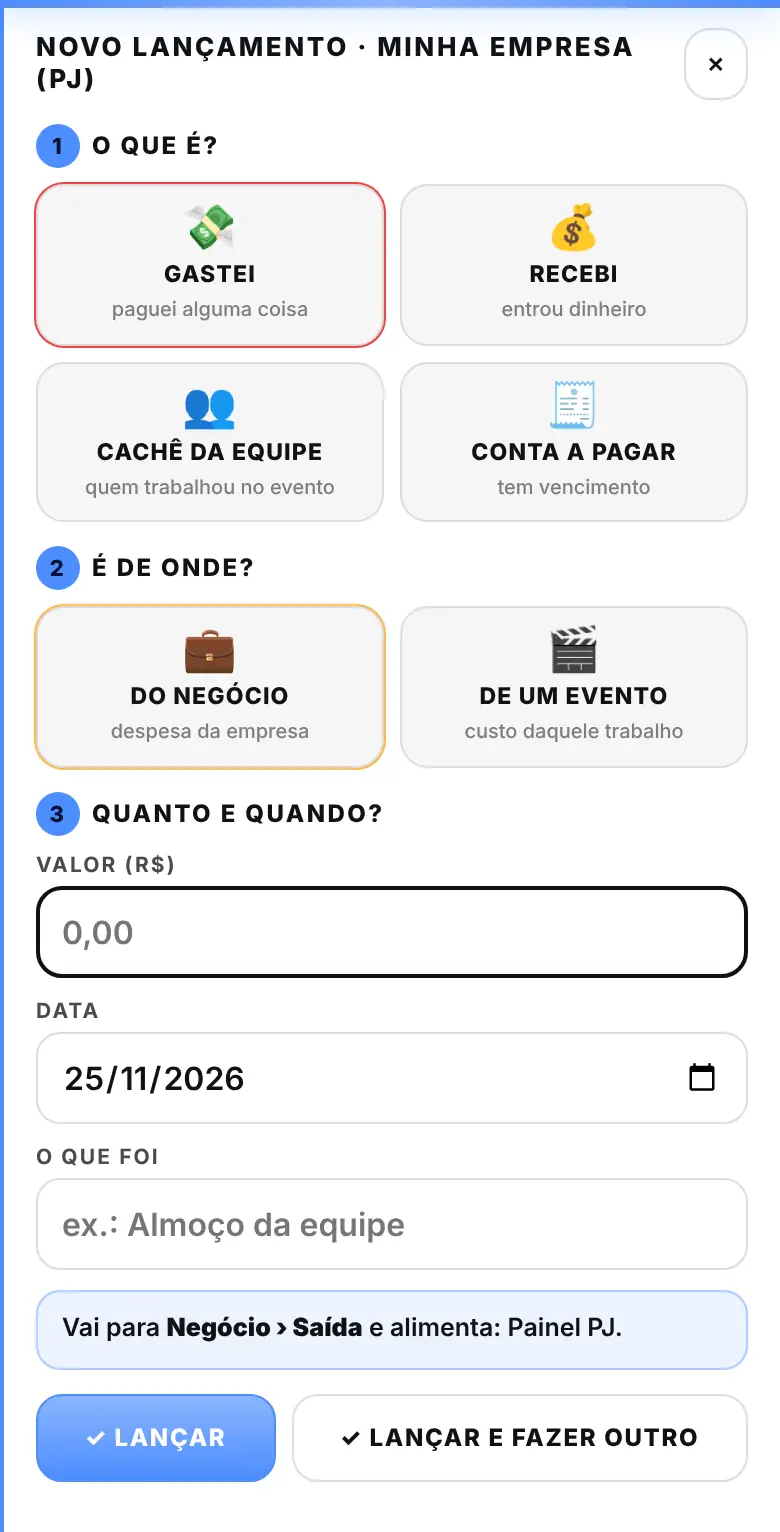 NOVO LANÇAMENTO · MINHA EMPRESA
(PJ)
×
1 O QUE É?
GASTEI
paguei alguma coisa
RECEBI
entrou dinheiro
CACHÊ DA EQUIPE
quem trabalhou no evento
CONTA A PAGAR
tem vencimento
2 É DE ONDE?
DO NEGÓCIO
despesa da empresa
DE UM EVENTO
custo daquele trabalho
3 QUANTO E QUANDO?
VALOR (R$)
0,00
DATA
25/11/2026
O QUE FOI
ex.: Almoço da equipe
Vai para Negócio › Saída e alimenta: Painel PJ.
✓ LANÇAR
✓ LANÇAR E FAZER OUTRO